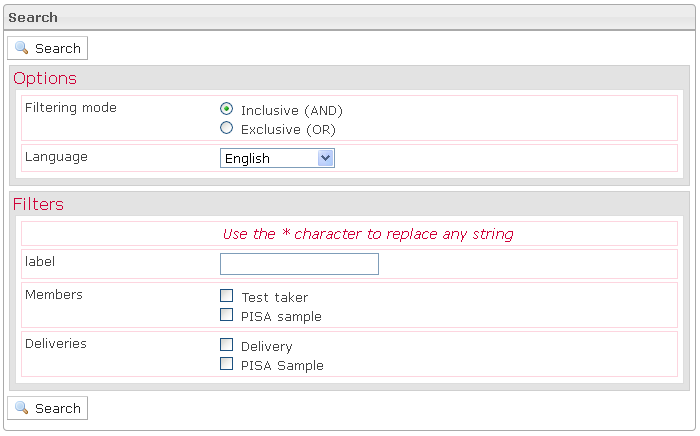 Search
Search
Options
Filtering mode
Inclusive (AND)
Exclusive (OR)
Language
English
Filters
Use the * character to replace any string
label
Members
Test taker
PISA sample
Deliveries
Delivery
PISA Sample
Search